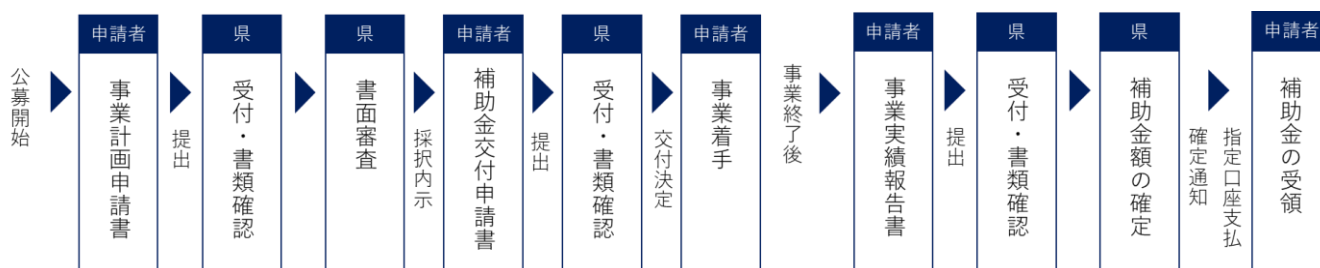 公募開始
申請者
事業計画申請書
提出
県
受付・書類確認
県
書面審査
採択内示
申請者
補助金交付申請書
提出
県
受付・書類確認
交付決定
申請者
事業着手
事業終了後
申請者
事業実績報告書
提出
県
受付・書類確認
県
補助金額の確定
確定通知
指定口座支払
申請者
補助金の受領